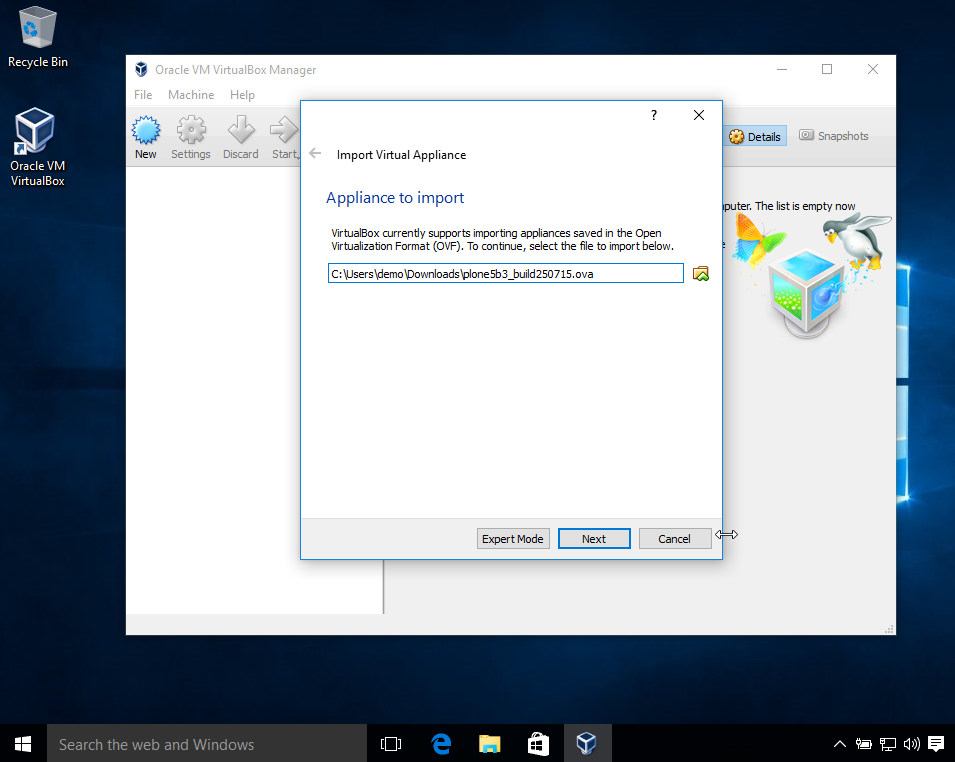 Recycle Bin
Oracle VM
VirtualBox
Oracle VM VirtualBox Manager
File Machine Help
New Settings Discard Start
Details Snapshots
puter. The list is empty now
? 
Import Virtual Appliance
Appliance to import
VirtualBox currently supports importing appliances saved in the Open
Virtualization Format (OVF). To continue, select the file to import below.
C:\Users\demo\Downloads\plone5b3_build250715.ova
Expert Mode Next Cancel
Search the web and Windows